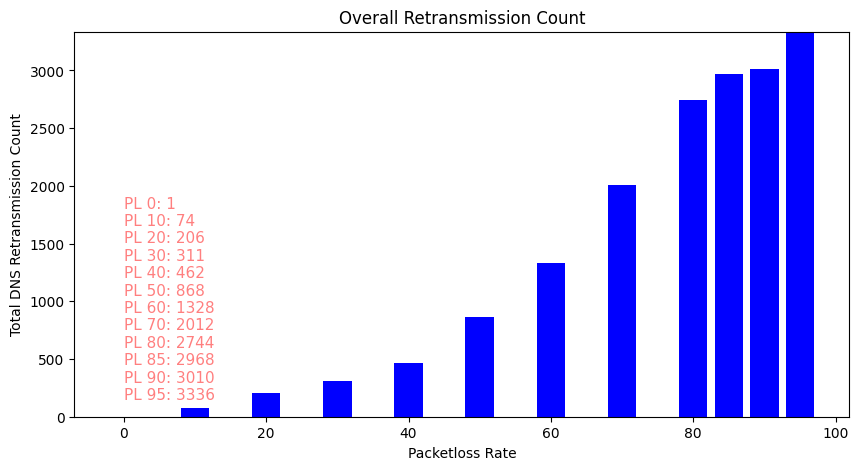 Overall Retransmission Count
Total DNS Retransmission Count
3000
2500
2000
1500
1000
500
0
PL 0: 1
PL 10: 74
PL 20: 206
PL 30: 311
PL 40: 462
PL 50: 868
PL 60: 1328
PL 70: 2012
PL 80: 2744
PL 85: 2968
PL 90: 3010
PL 95: 3336
0 20 40 60 80 100
Packetloss Rate